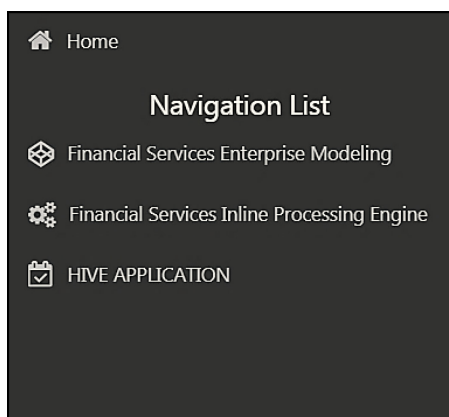 Home
Navigation List
Financial Services Enterprise Modeling
Financial Services Inline Processing Engine
HIVE APPLICATION